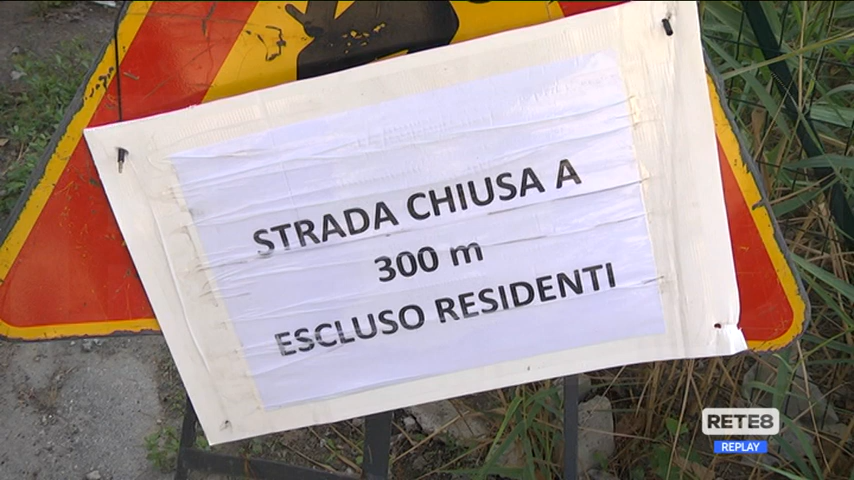 STRADA CHIUSA A
300 m
ESCLUSO RESIDENTI
RETE8
REPLAY